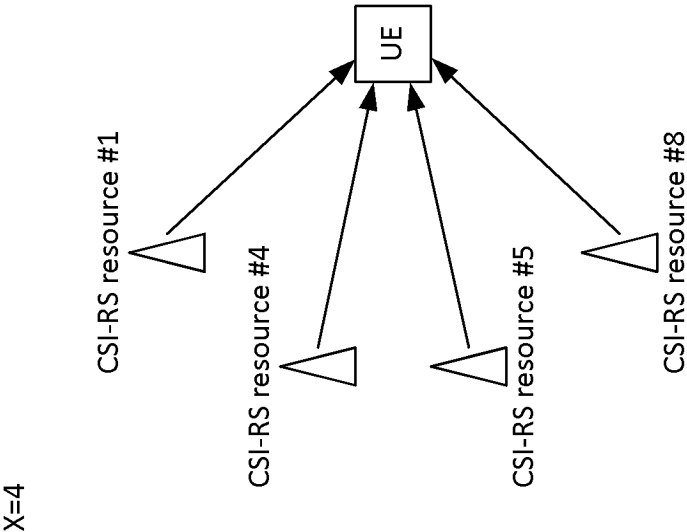 X=4
CSI-RS resource #1
CSI-RS resource #4
UE
CSI-RS resource #5
CSI-RS resource #8